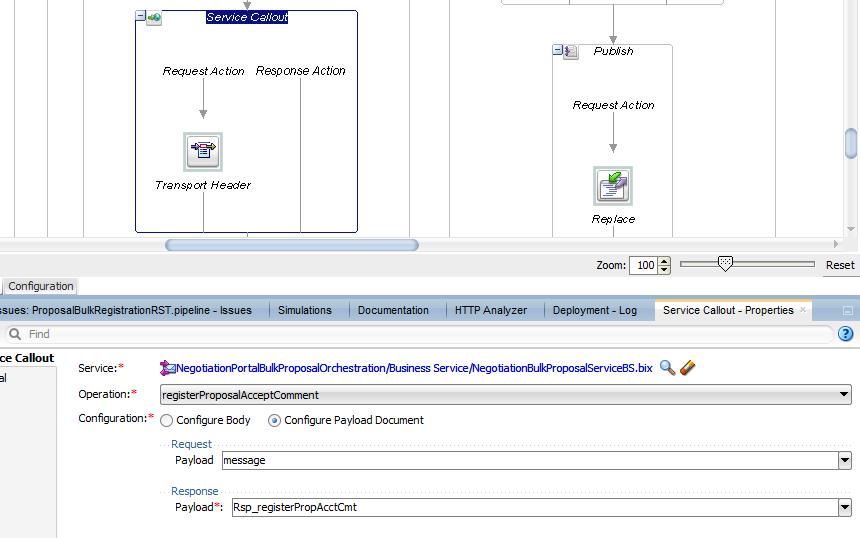 Service Callout
Publish
Request Action Response Action
Request Action
Transport Header
Replace
Zoom: 100 Reset
Configuration
ssues: ProposalBulkRegistrationRST.pipeline - Issues Simulations Documentation HTTP Analyzer Deployment - Log Service Callout - Properties
Find
ce Callout
al
Service:* NegotiationPortalBulkProposalOrchestration/Business Service/NegotiationBulkProposalServiceBS.bix
Operation:* registerProposalAcceptComment
Configuration:* Configure Body Configure Payload Document
Request
Payload message
Response
Payload*: Rsp_registerPropAcctCmt